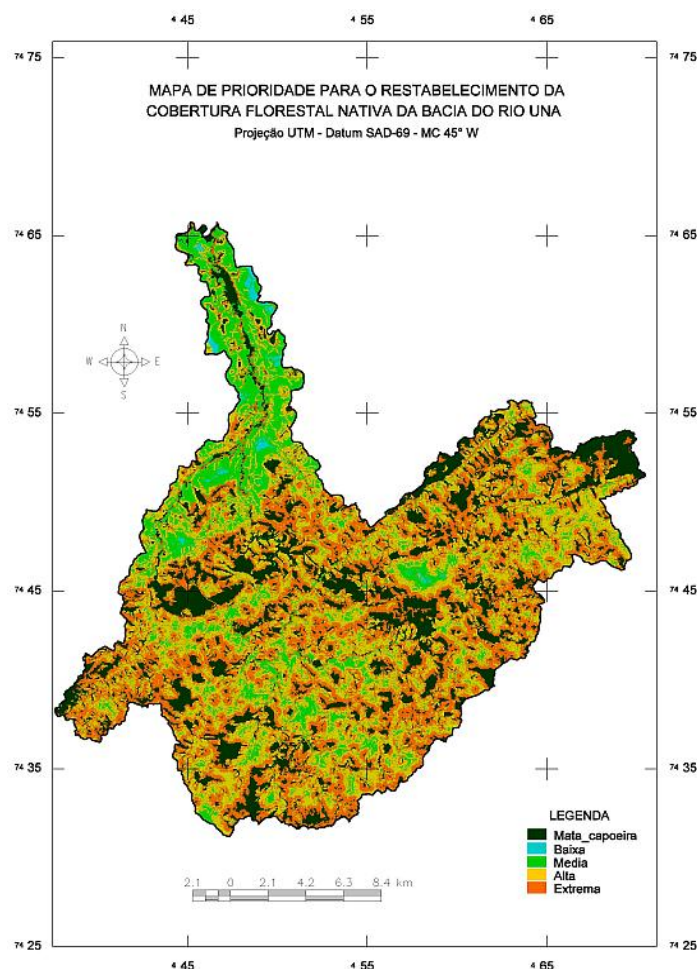 4 45 4 55 4 65
74 75 74 75
MAPA DE PRIORIDADE PARA O RESTABELECIMENTO DA
COBERTURA FLORESTAL NATIVA DA BACIA DO RIO UNA
Projeção UTM - Datum SAD-69 - MC 45° W
74 65 74 65
N
W E
S
74 55 74 55
74 45 74 45
74 35 74 35
LEGENDA
Mata_capoeira
Baixa
Media
Alta
Extrema
2.1 0 2.1 4.2 6.3 8.4 km
74 25 74 25
4 45 4 55 4 65